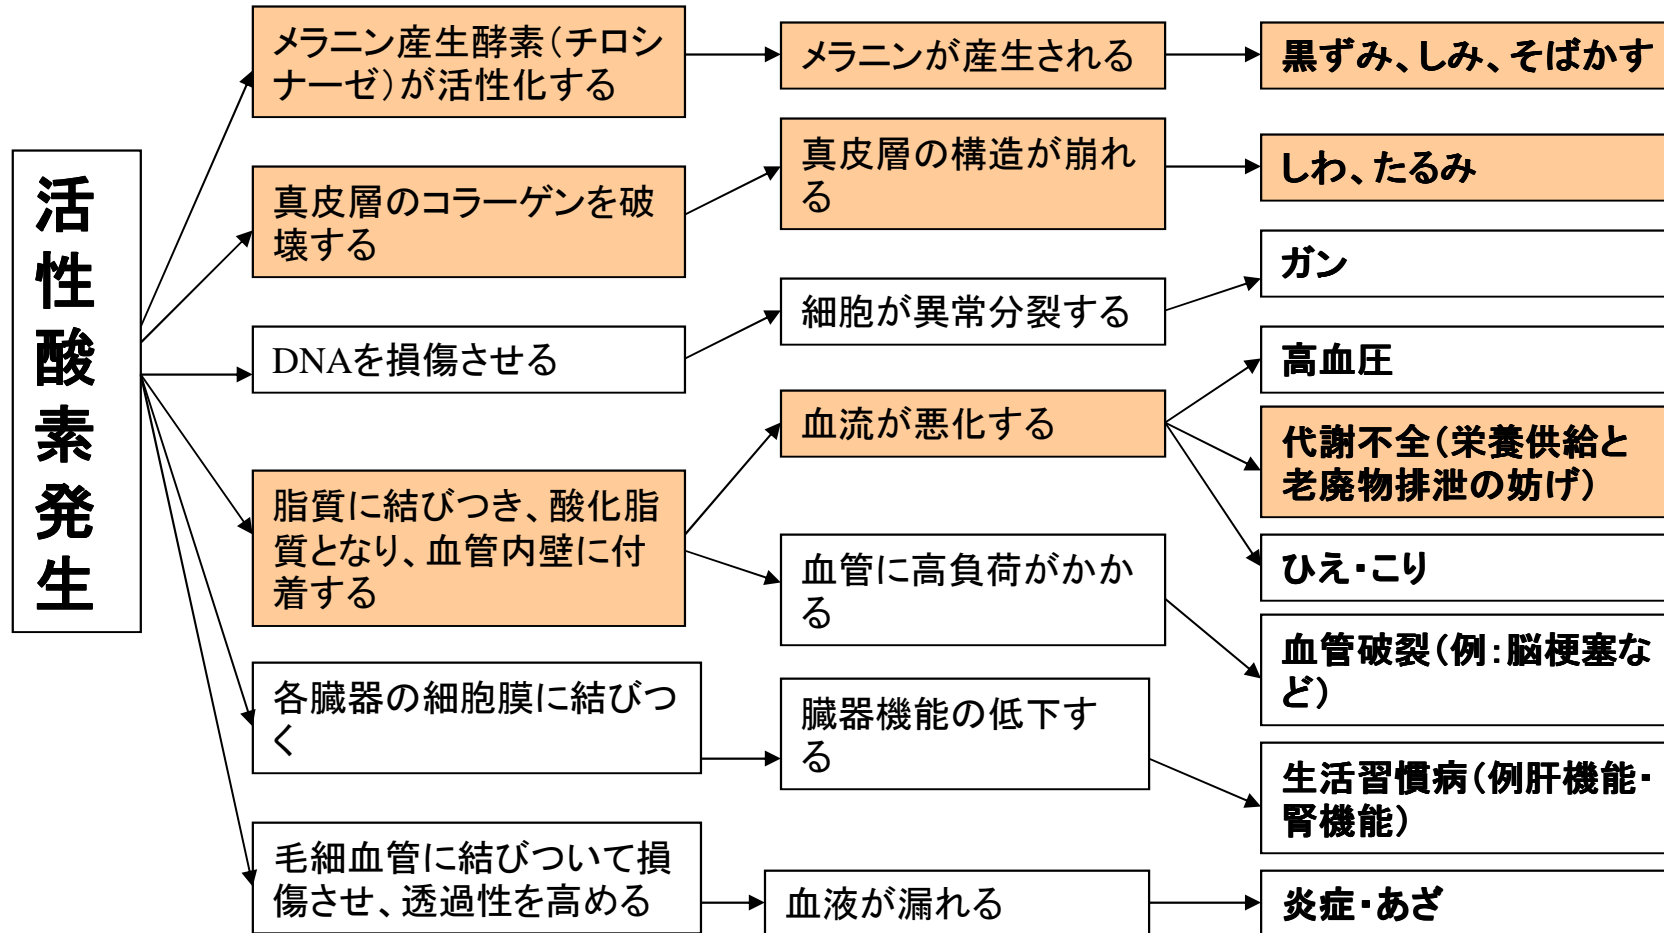 活性酸素発生
メラニン産生酵素（チロシ
ナーゼ）が活性化する
メラニンが産生される
黒ずみ、しみ、そばかす
真皮層のコラーゲンを破
壊する
真皮層の構造が崩れ
る
しわ、たるみ
DNAを損傷させる
細胞が異常分裂する
ガン
脂質に結びつき、酸化脂
質となり、血管内壁に付
着する
血流が悪化する
高血圧
代謝不全（栄養供給と
老廃物排泄の妨げ）
ひえ・こり
血管に高負荷がかか
る
血管破裂（例：脳梗塞な
ど）
各臓器の細胞膜に結びつ
く
臓器機能の低下す
る
生活習慣病（例肝機能・
腎機能）
毛細血管に結びついて損
傷させ、透過性を高める
血液が漏れる
炎症・あざ